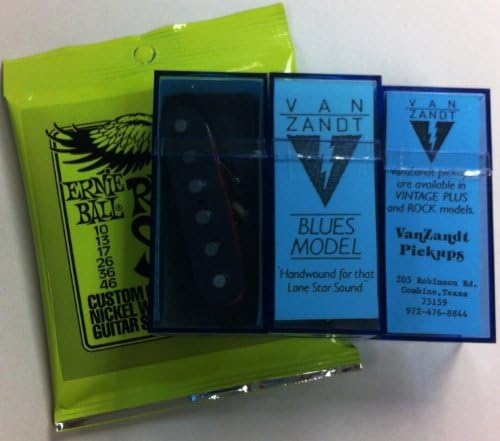 ERNIE
BALL
10
13
17
26
36
46
CUSTOM
NICKEL
GUITAR
VAN
ZANDT
BLUES
MODEL
Handwound for that
Lone Star Sound
VAN
ZANDT
VanZandt pickups
are available in
VINTAGE PLUS
and ROCK models.
VanZandt
Pickups
205 Robinson Rd.
Combine,Texas
75159
972-476-8844